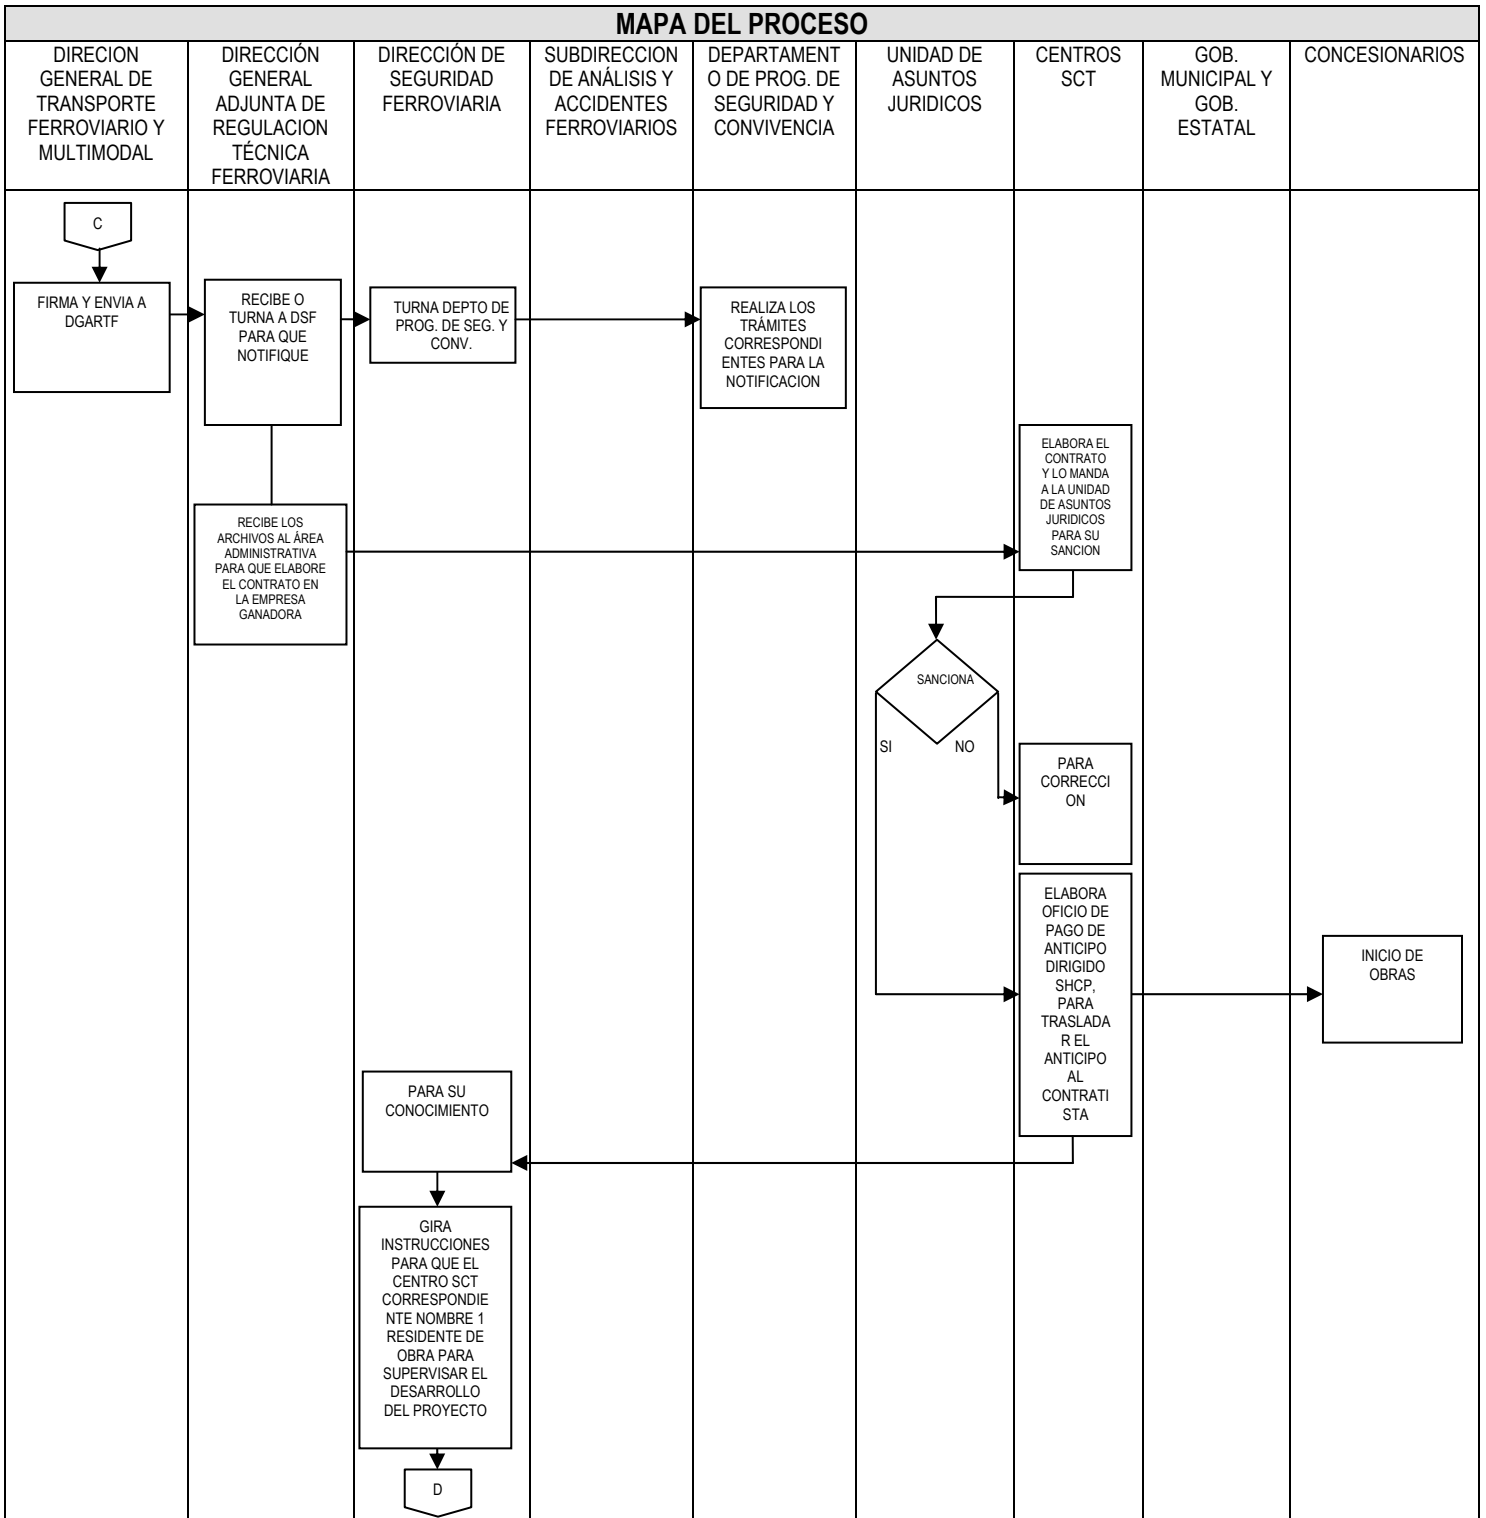 MAPA DEL PROCESO
DIRECION
GENERAL DE
TRANSPORTE
FERROVIARIO Y
MULTIMODAL
DIRECCIÓN
GENERAL
ADJUNTA DE
REGULACION
TÉCNICA
FERROVIARIA
DIRECCIÓN DE
SEGURIDAD
FERROVIARIA
SUBDIRECCION
DE ANÁLISIS Y
ACCIDENTES
FERROVIARIOS
DEPARTAMENT
O DE PROG. DE
SEGURIDAD Y
CONVIVENCIA
UNIDAD DE
ASUNTOS
JURIDICOS
CENTROS
SCT
GOB.
MUNICIPAL Y
GOB.
ESTATAL
CONCESIONARIOS
C
FIRMA Y ENVIA A
DGARTF
RECIBE O
TURNA A DSF
PARA QUE
NOTIFIQUE
TURNA DEPTO DE
PROG. DE SEG. Y
CONV.
REALIZA LOS
TRÁMITES
CORRESPONDI
ENTES PARA LA
NOTIFICACION
ELABORA EL
CONTRATO
Y LO MANDA
A LA UNIDAD
DE ASUNTOS
JURIDICOS
PARA SU
SANCION
RECIBE LOS
ARCHIVOS AL ÁREA
ADMINISTRATIVA
PARA QUE ELABORE
EL CONTRATO EN
LA EMPRESA
GANADORA
SANCIONA
SI
NO
PARA
CORRECCI
ON
ELABORA
OFICIO DE
PAGO DE
ANTICIPO
DIRIGIDO
SHCP,
PARA
TRASLADA
R EL
ANTICIPO
AL
CONTRATI
STA
INICIO DE
OBRAS
PARA SU
CONOCIMIENTO
GIRA
INSTRUCCIONES
PARA QUE EL
CENTRO SCT
CORRESPONDIE
NTE NOMBRE 1
RESIDENTE DE
OBRA PARA
SUPERVISAR EL
DESARROLLO
DEL PROYECTO
D